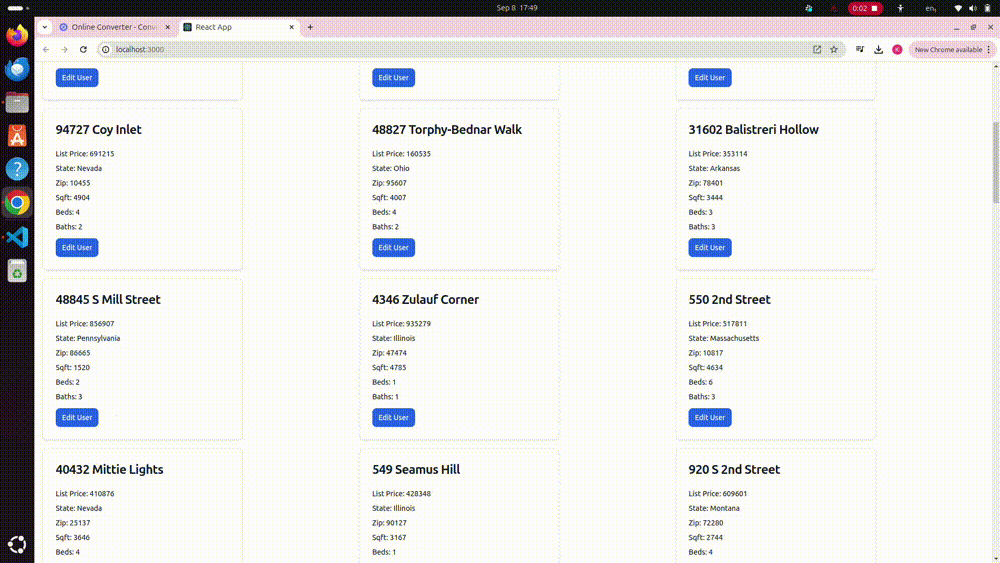 Sep 8 17:49
0:02
en₁
Online Converter - Conv
React App
localhost:3000
K
New Chrome available
Edit User Edit User Edit User
94727 Coy Inlet
List Price: 691215
State: Nevada
Zip: 10455
Sqft: 4904
Beds: 4
Baths: 2
Edit User
48827 Torphy-Bednar Walk
List Price: 160535
State: Ohio
Zip: 95607
Sqft: 4007
Beds: 4
Baths: 2
Edit User
31602 Balistreri Hollow
List Price: 353114
State: Arkansas
Zip: 78401
Sqft: 3444
Beds: 3
Baths: 3
Edit User
48845 S Mill Street
List Price: 856907
State: Pennsylvania
Zip: 86665
Sqft: 1520
Beds: 2
Baths: 3
Edit User
4346 Zulauf Corner
List Price: 935279
State: Illinois
Zip: 47474
Sqft: 4785
Beds: 1
Baths: 1
Edit User
550 2nd Street
List Price: 517811
State: Massachusetts
Zip: 10817
Sqft: 4634
Beds: 6
Baths: 3
Edit User
40432 Mittie Lights
List Price: 410876
State: Nevada
Zip: 25137
Sqft: 3646
Beds: 4
549 Seamus Hill
List Price: 428348
State: Illinois
Zip: 90127
Sqft: 3167
Beds: 1
920 S 2nd Street
List Price: 609601
State: Montana
Zip: 72280
Sqft: 2744
Beds: 4